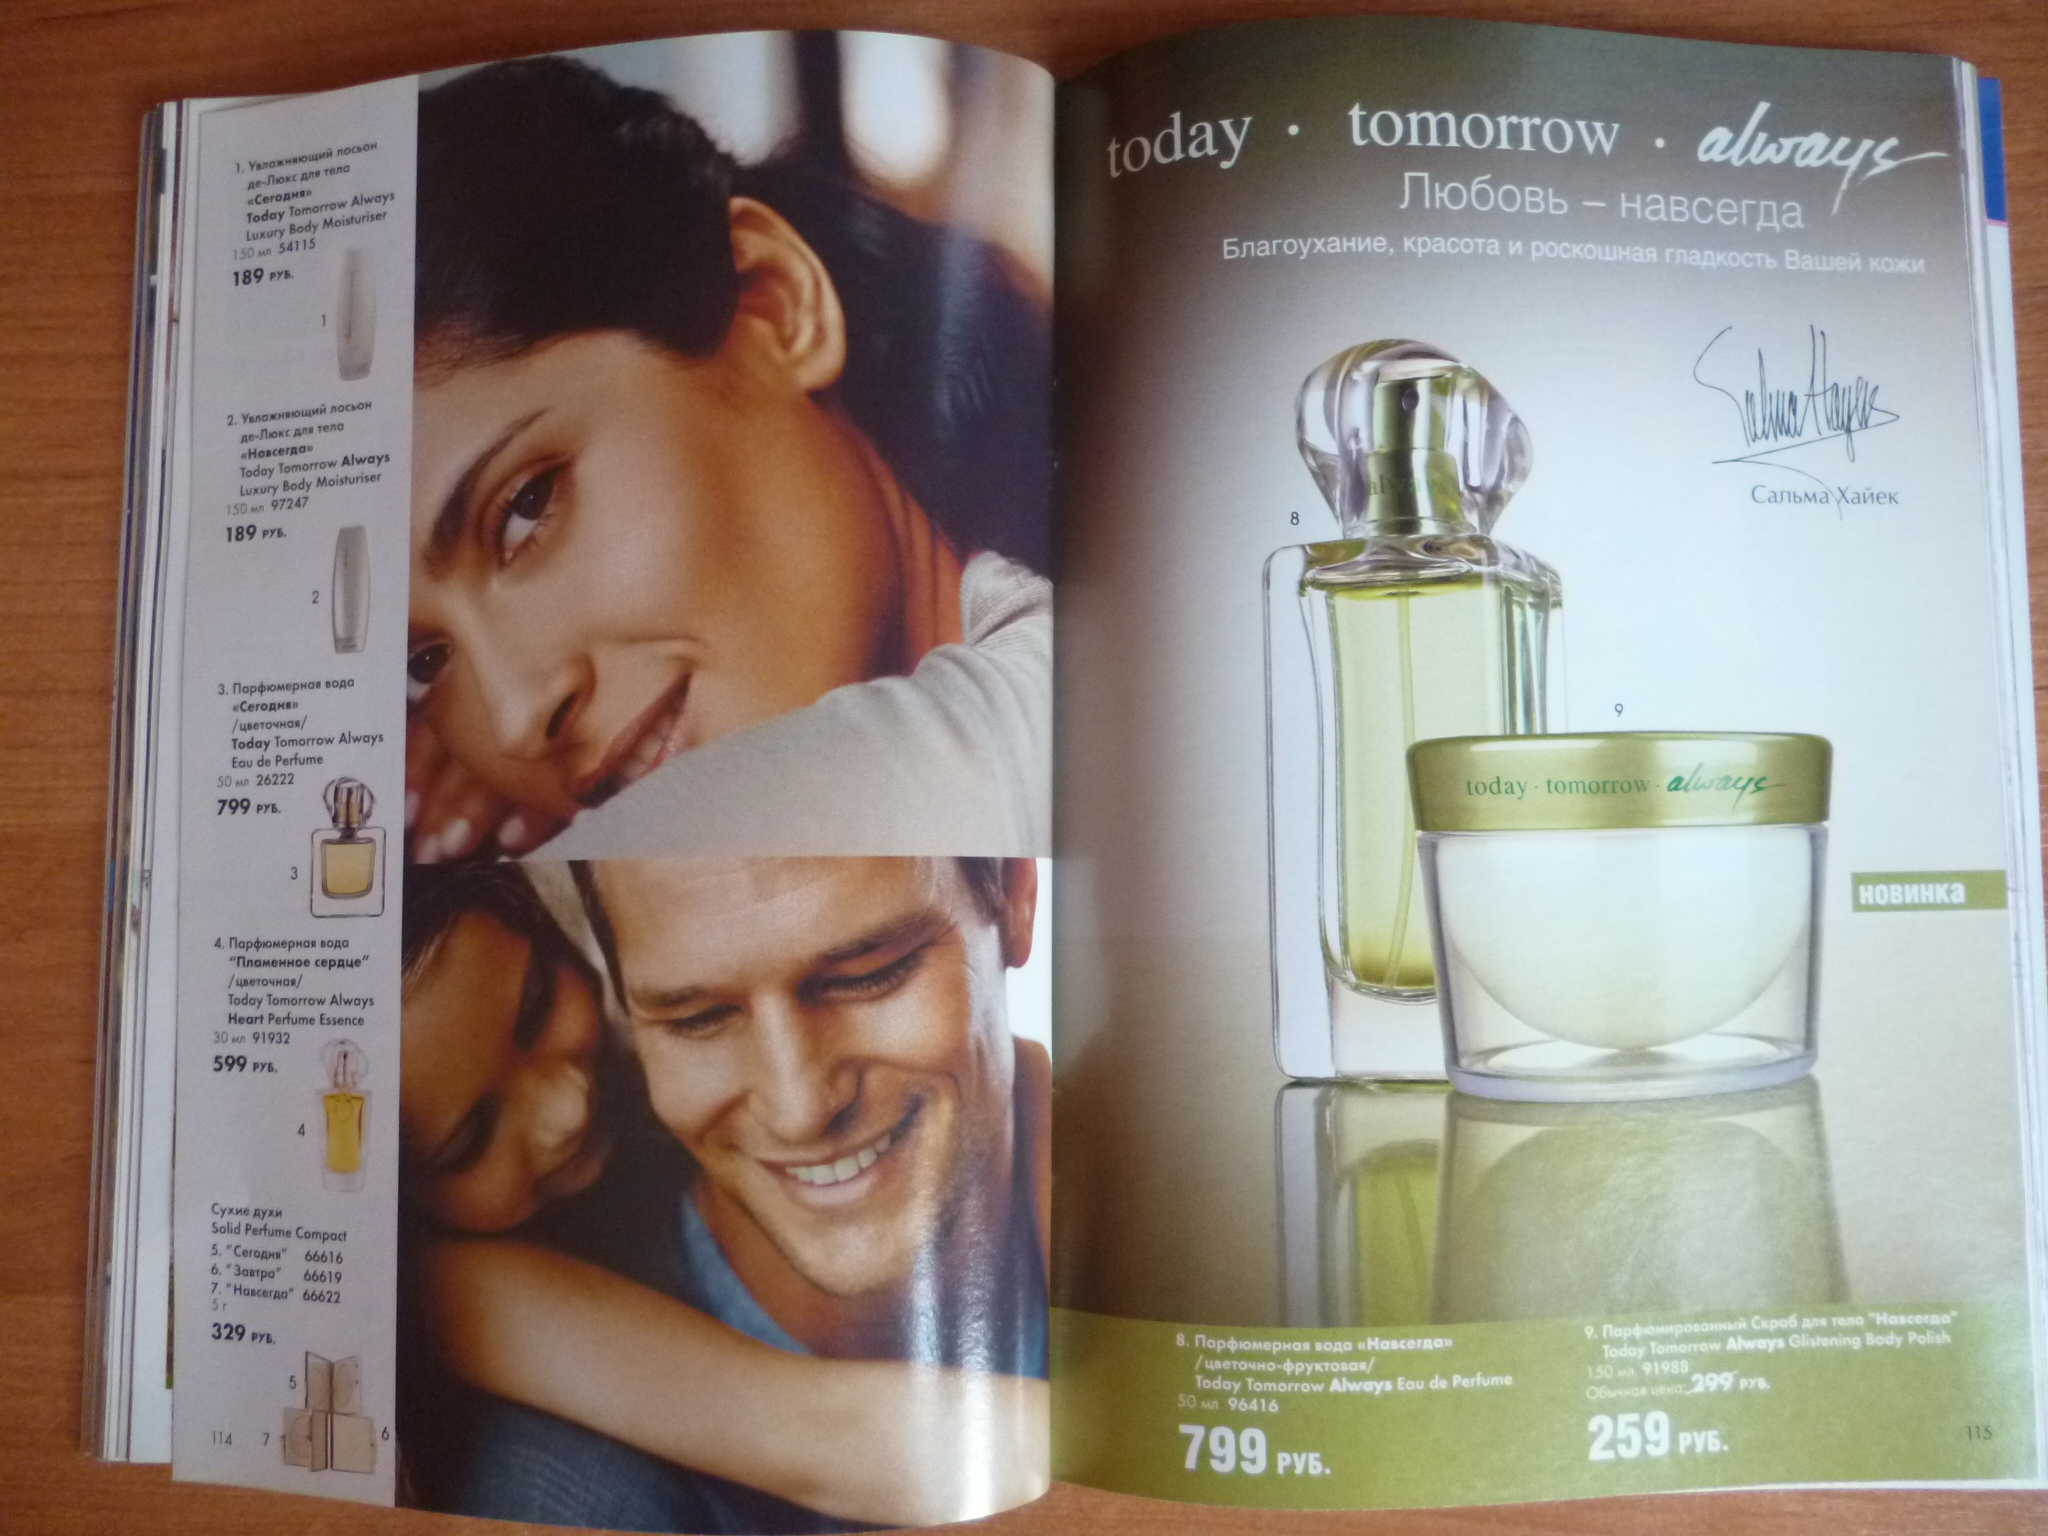 1. Увлажняющий лосьон
де-Люкс для тела
«Сегодня»
Today Tomorrow Always
Luxury Body Moisturiser
150 мл 54115
189 РУБ.
1
2. Увлажняющий лосьон
де-Люкс для тела
«Навсегда»
Today Tomorrow Always
Luxury Body Moisturiser
150 мл 97247
189 РУБ.
2
3. Парфюмерная вода
«Сегодня»
/цветочная/
Today Tomorrow Always
Eau de Perfume
50 мл 26222
799 РУБ.
3
4. Парфюмерная вода
"Пламенное сердце"
/цветочная/
Today Tomorrow Always
Heart Perfume Essence
30 мл 91932
599 РУБ.
4
Сухие духи
Solid Perfume Compact
5. "Сегодня" 66616
6. "Завтра" 66619
7. "Навсегда" 66622
5 г
329 РУБ.
5
114 7 6
today · tomorrow · always
Любовь – навсегда
Благоухание, красота и роскошная гладкость Вашей кожи
Salma Hayek
Сальма Хайек
8
9
today · tomorrow · always
новинка
8. Парфюмерная вода «Навсегда»
/цветочно-фруктовая/
Today Tomorrow Always Eau de Perfume
50 мл 96416
799 РУБ.
9. Парфюмированный Скраб для тела "Навсегда"
Today Tomorrow Always Glistening Body Polish
150 мл 91988
Обычная цена: 299 РУБ.
259 РУБ.
115